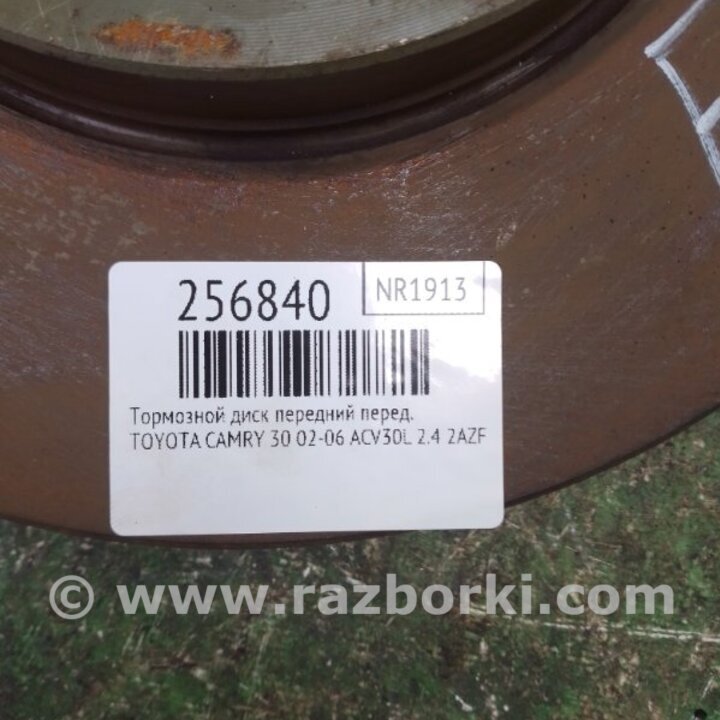 256840
NR1913
Тормозной диск передний перед.
TOYOTA CAMRY 30 02-06 ACV30L 2.4 2AZF
© www.razborki.com